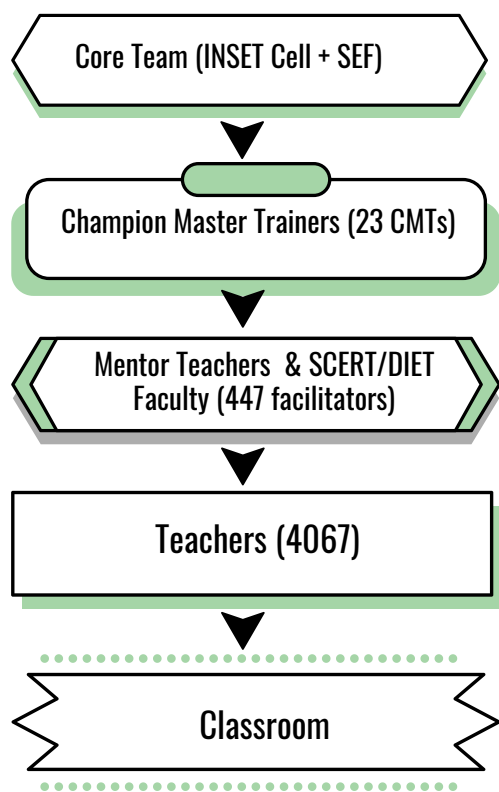 Core Team (INSET Cell + SEF)
Champion Master Trainers (23 CMTs)
Mentor Teachers & SCERT/DIET
Faculty (447 facilitators)
Teachers (4067)
Classroom